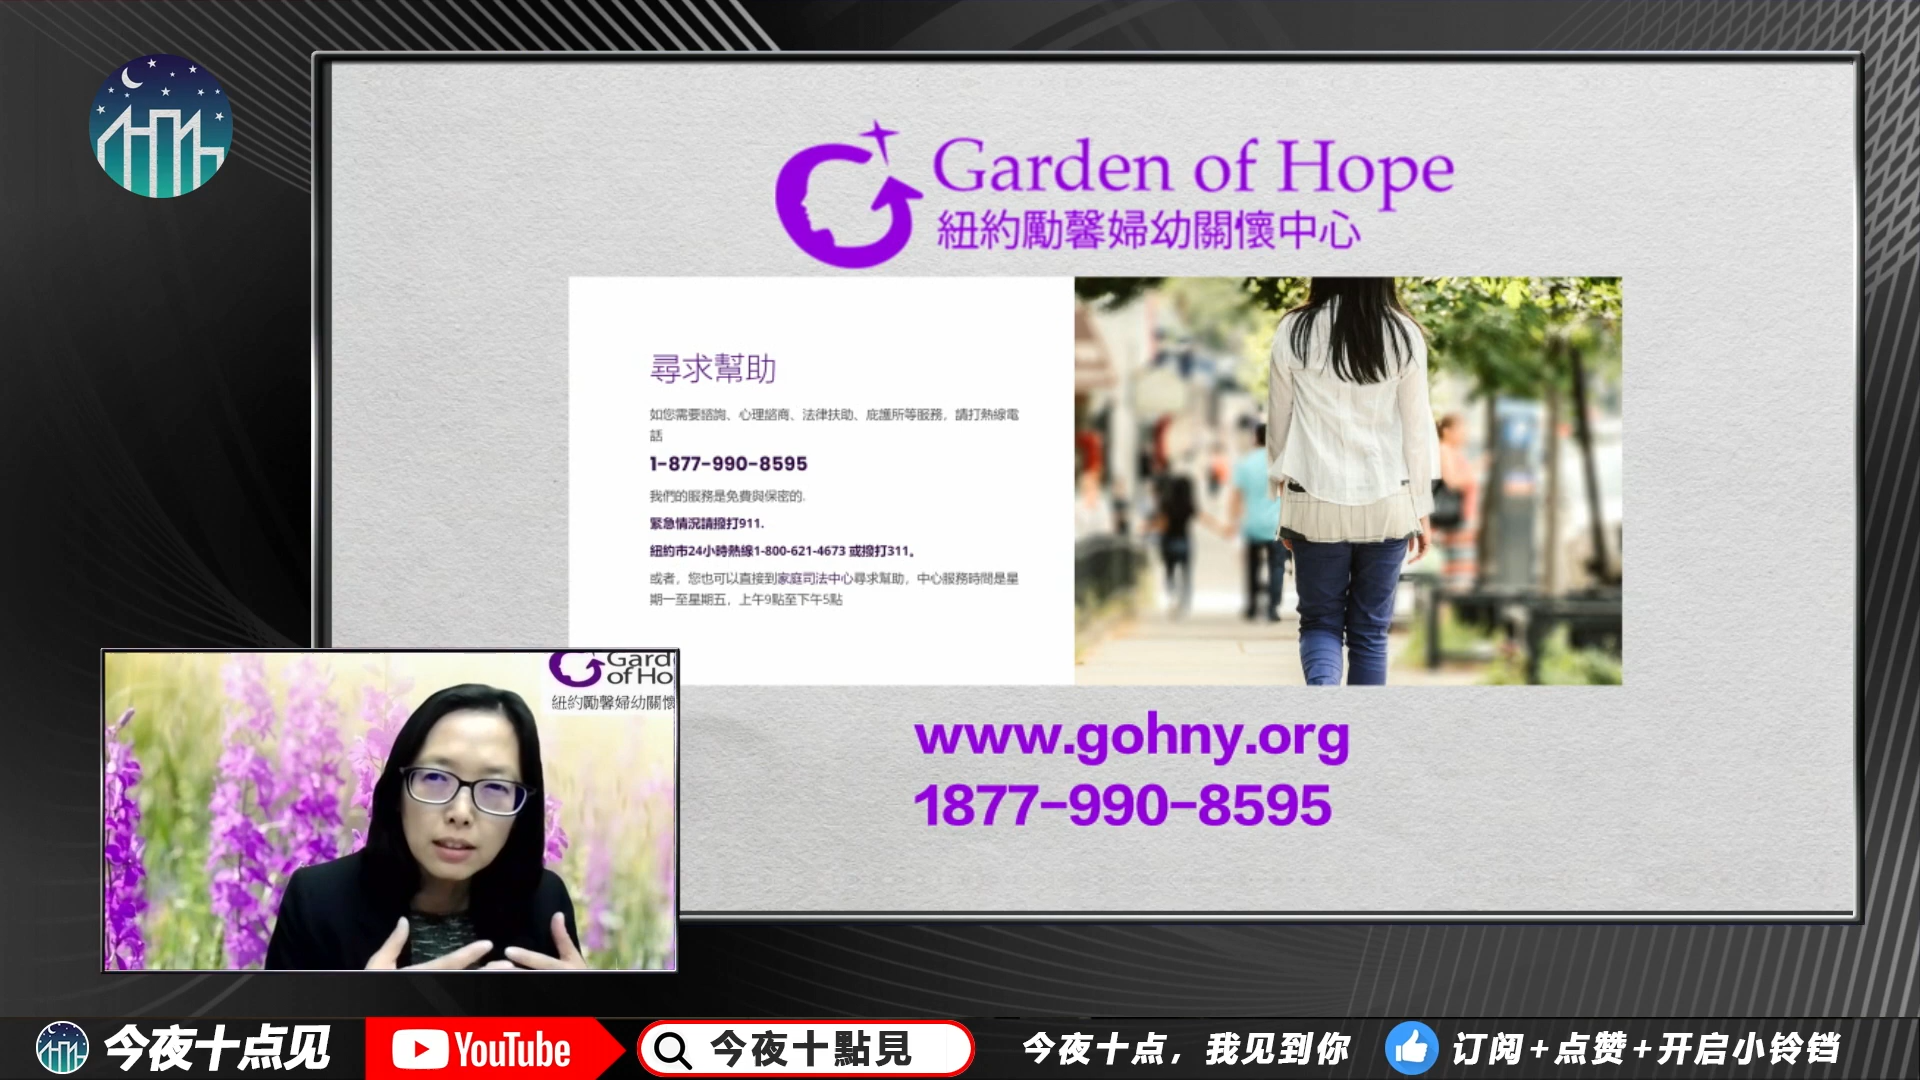 Garden of Hope
紐約勵馨婦幼關懷中心
尋求幫助
如您需要諮詢、心理諮商、法律扶助、庇護所等服務，請打熱線電
話
1-877-990-8595
我們的服務是免費與保密的.
緊急情況請撥打911.
紐約市24小時熱線1-800-621-4673 或撥打311。
或者，您也可以直接到家庭司法中心尋求幫助，中心服務時間是星
期一至星期五，上午9點至下午5點
www.gohny.org
1877-990-8595
Gard
of Ho
紐約勵馨婦幼關懷
今夜十点见
YouTube
今夜十點見
今夜十点，我见到你
订阅+点赞+开启小铃铛